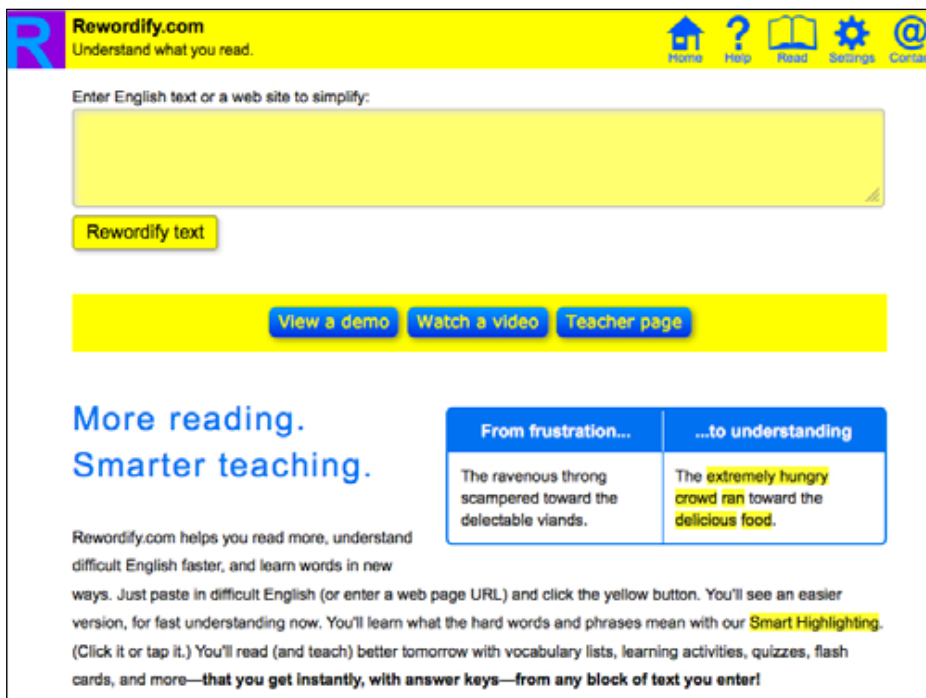 R
Rewordify.com
Understand what you read.
Home Help Read Settings Contac
Enter English text or a web site to simplify:
Rewordify text
View a demo Watch a video Teacher page
More reading.
Smarter teaching.
From frustration... ...to understanding
The ravenous throng
scampered toward the
delectable viands.
The extremely hungry
crowd ran toward the
delicious food.
Rewordify.com helps you read more, understand
difficult English faster, and learn words in new
ways. Just paste in difficult English (or enter a web page URL) and click the yellow button. You'll see an easier
version, for fast understanding now. You'll learn what the hard words and phrases mean with our Smart Highlighting.
(Click it or tap it.) You'll read (and teach) better tomorrow with vocabulary lists, learning activities, quizzes, flash
cards, and more—that you get instantly, with answer keys—from any block of text you enter!